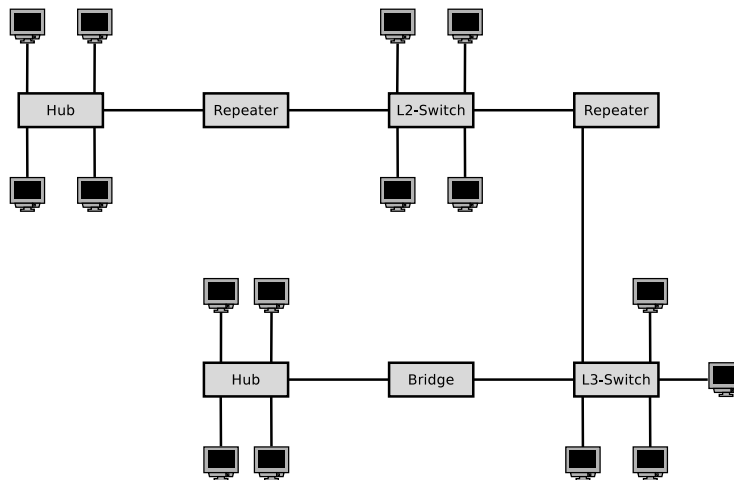 Hub
Repeater
L2-Switch
Repeater
Hub
Bridge
L3-Switch